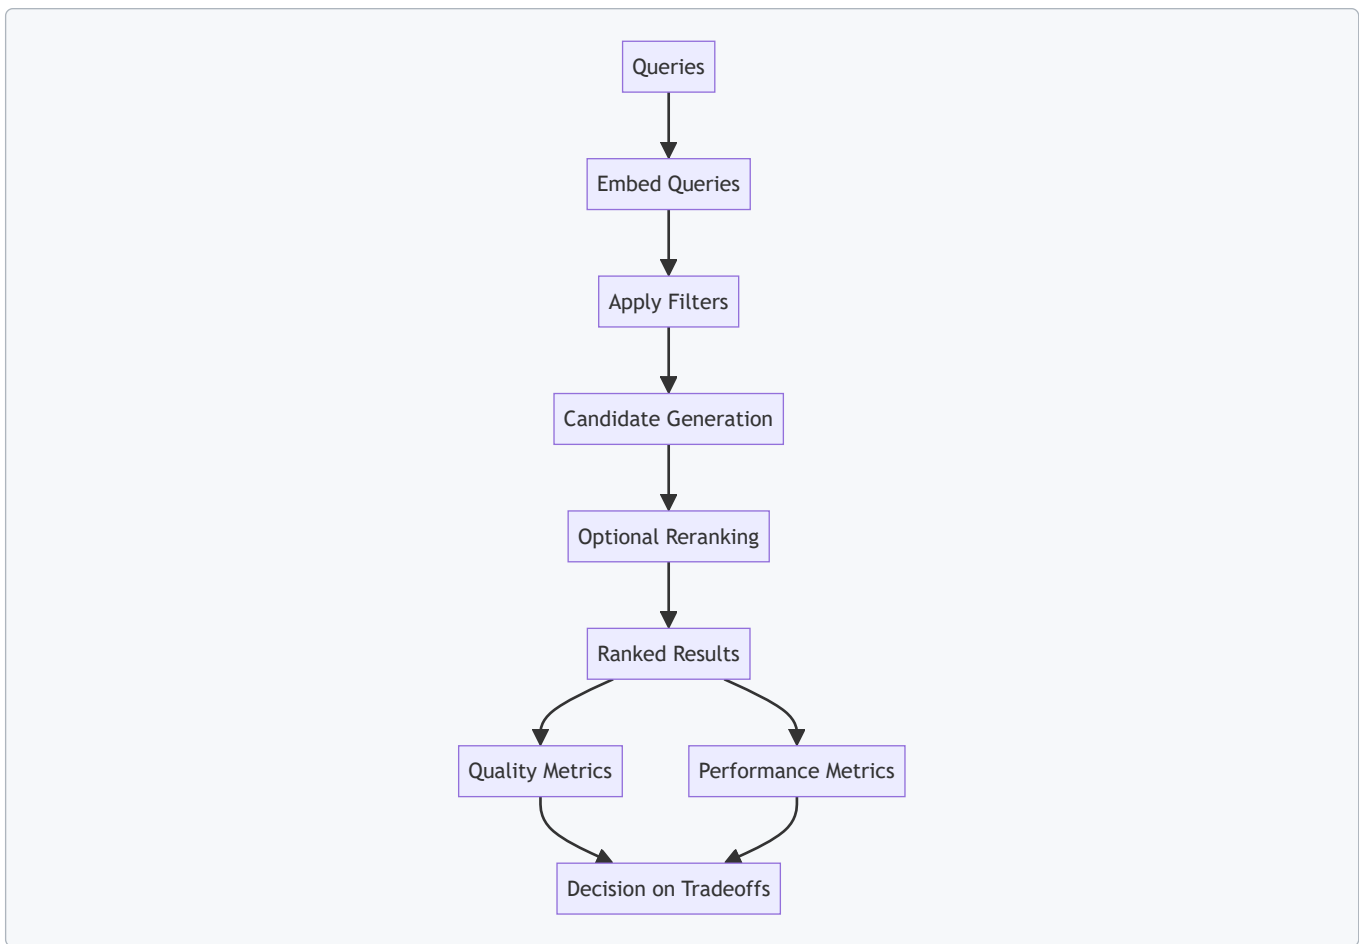 Queries
Embed Queries
Apply Filters
Candidate Generation
Optional Reranking
Ranked Results
Quality Metrics
Performance Metrics
Decision on Tradeoffs